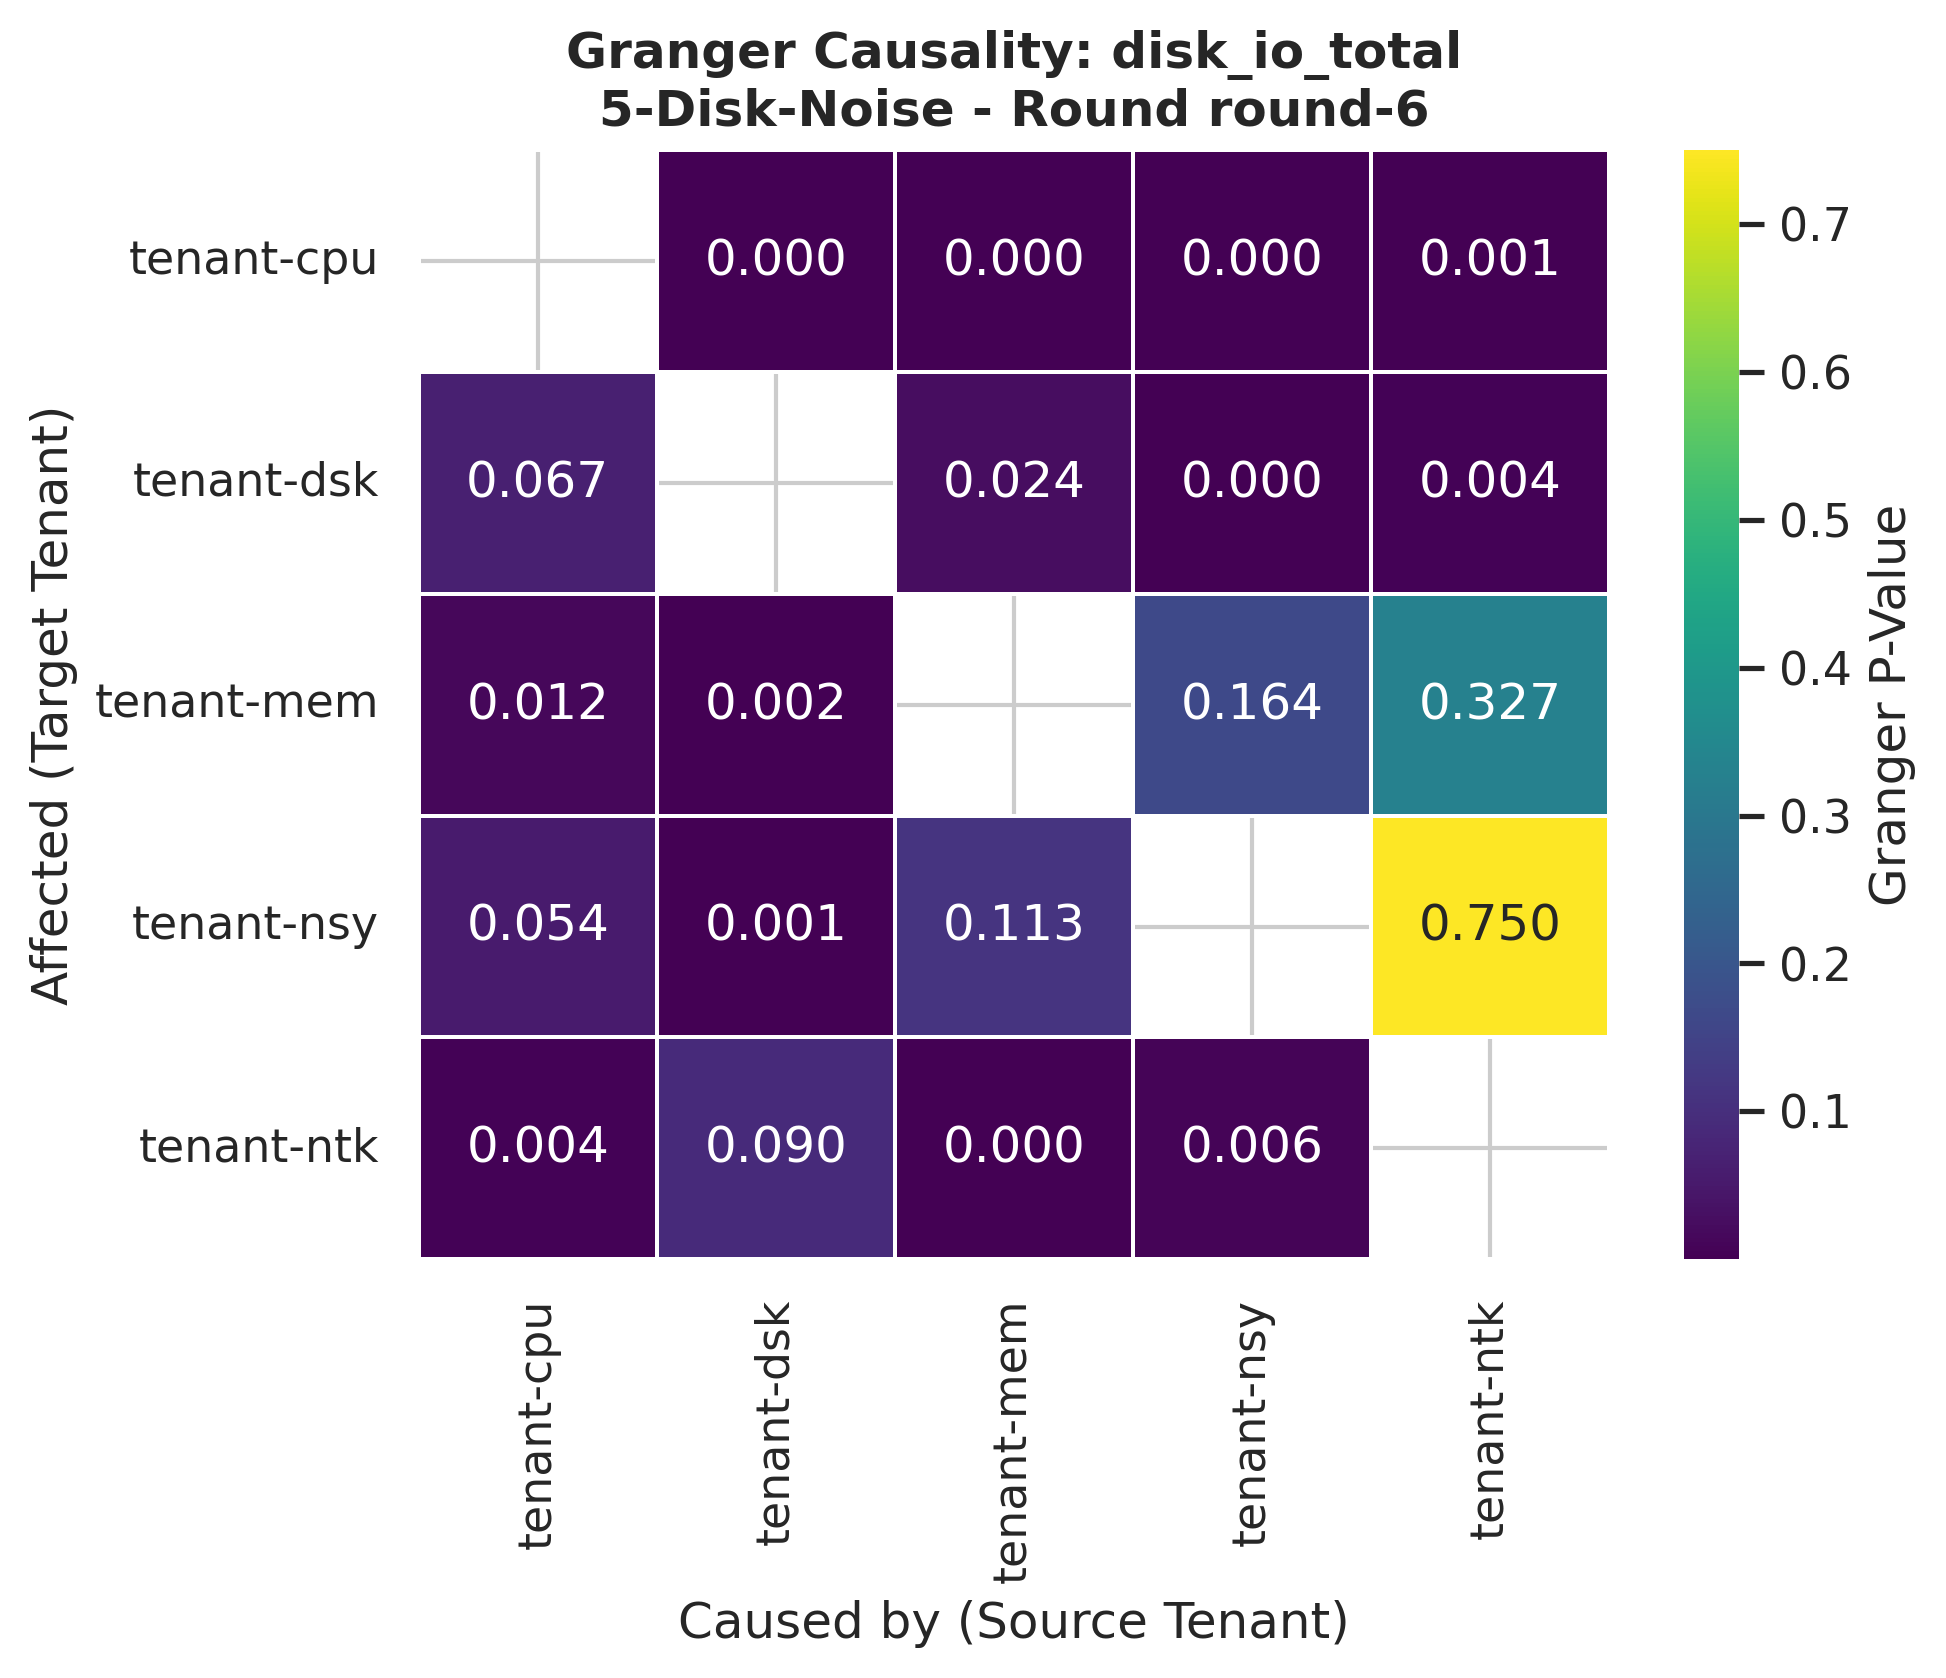 Granger Causality: disk_io_total
5-Disk-Noise - Round round-6
Affected (Target Tenant)
tenant-cpu
0.000 0.000 0.000 0.001
tenant-dsk
0.067 0.024 0.000 0.004
tenant-mem
0.012 0.002 0.164 0.327
tenant-nsy
0.054 0.001 0.113 0.750
tenant-ntk
0.004 0.090 0.000 0.006
tenant-cpu
tenant-dsk
tenant-mem
tenant-nsy
tenant-ntk
Caused by (Source Tenant)
0.7
0.6
0.5
0.4
0.3
0.2
0.1
Granger P-Value